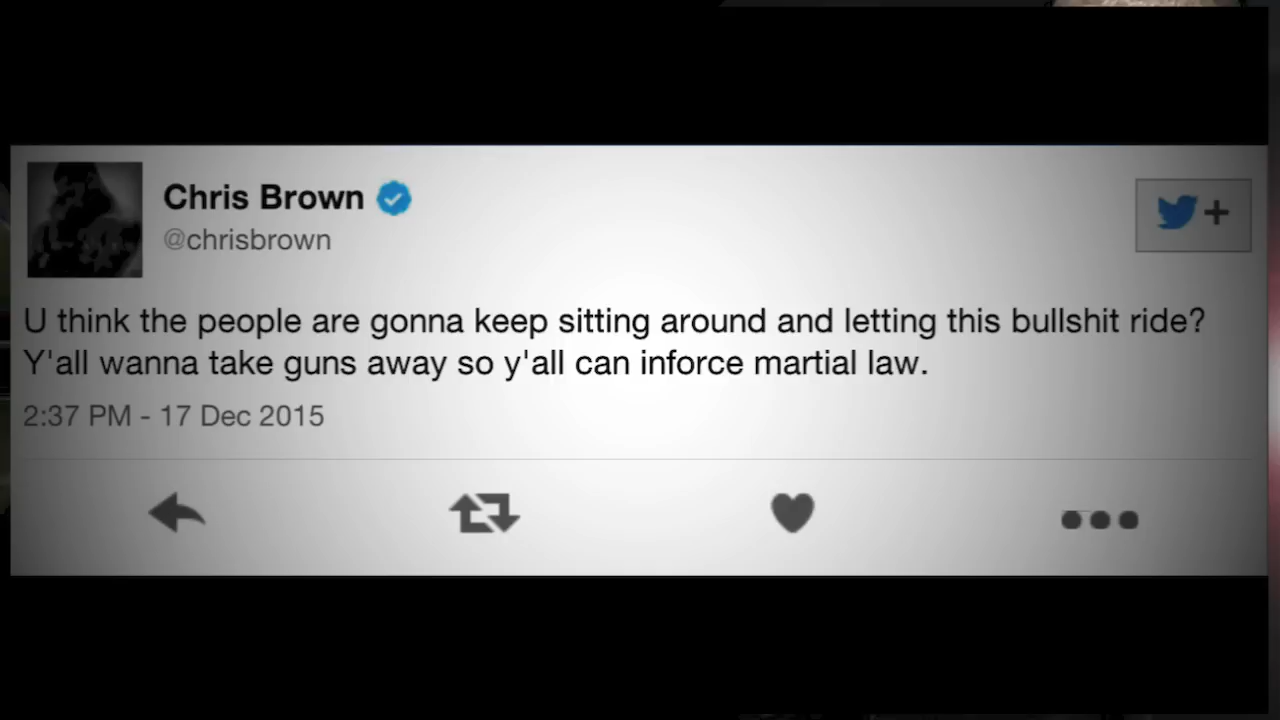 Chris Brown
@chrisbrown
U think the people are gonna keep sitting around and letting this bullshit ride?
Y'all wanna take guns away so y'all can inforce martial law.
2:37 PM - 17 Dec 2015